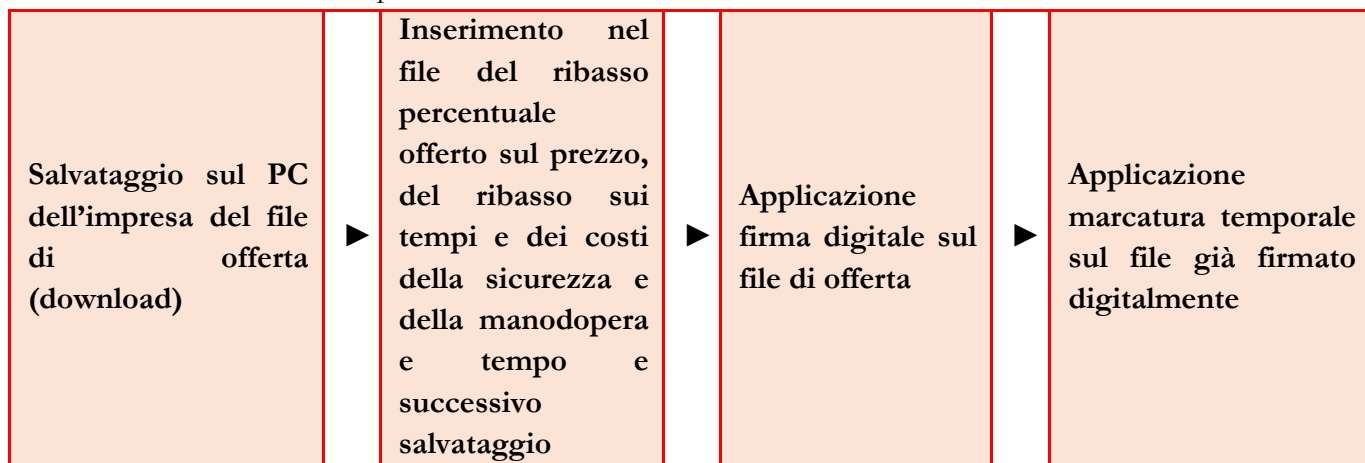 Salvataggio sul PC
dell'impresa del file
di offerta
(download)
►
Inserimento nel
file del ribasso
percentuale
offerto sul prezzo,
del ribasso sui
tempi e dei costi
della sicurezza e
della manodopera
e tempo e
successivo
salvataggio
►
Applicazione
firma digitale sul
file di offerta
►
Applicazione
marcatura temporale
sul file già firmato
digitalmente